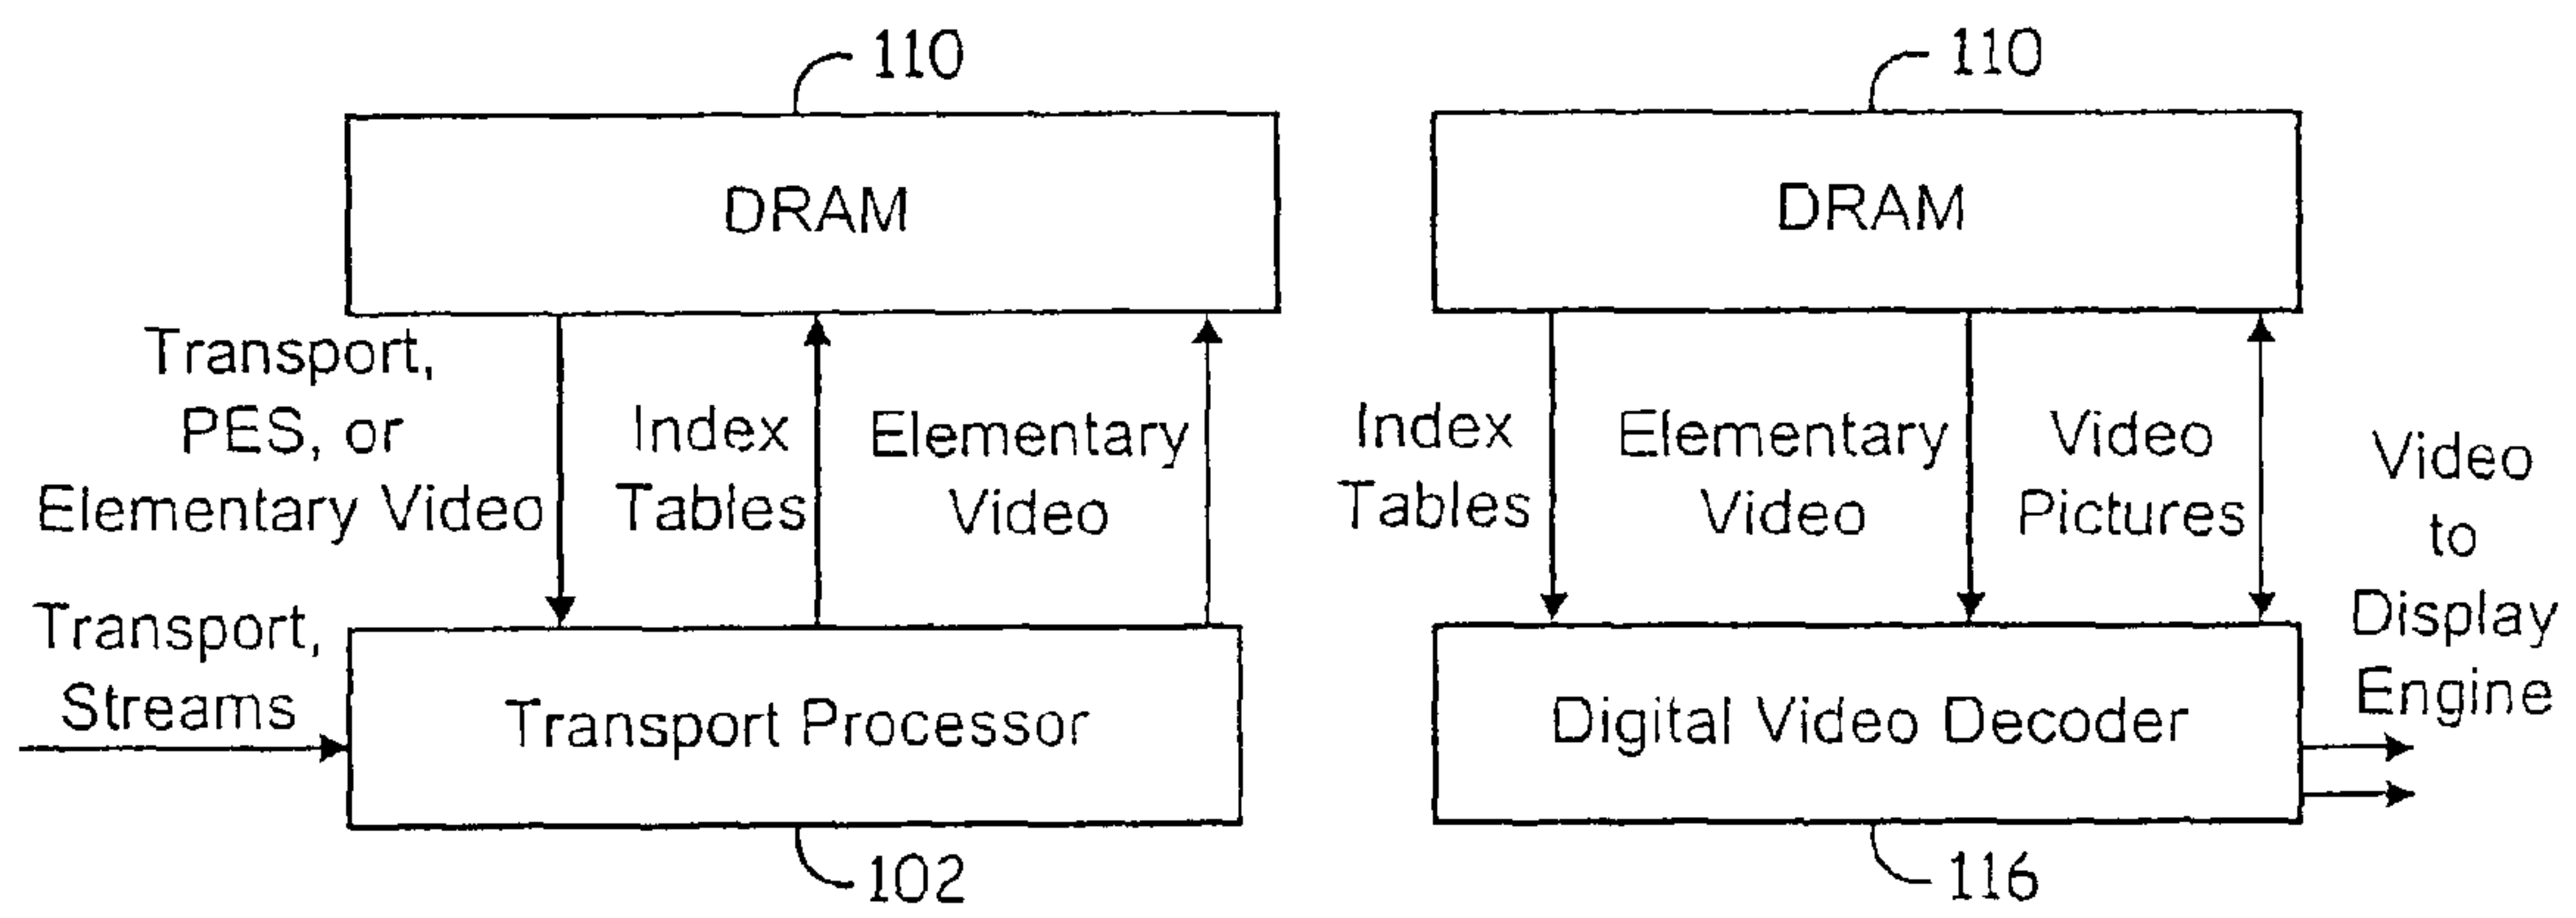 110
DRAM
Transport,
PES, or
Elementary Video
Index
Tables
Elementary
Video
Transport,
Streams
Transport Processor
102
110
DRAM
Index
Tables
Elementary
Video
Video
Pictures
Video
to
Display
Engine
Digital Video Decoder
116